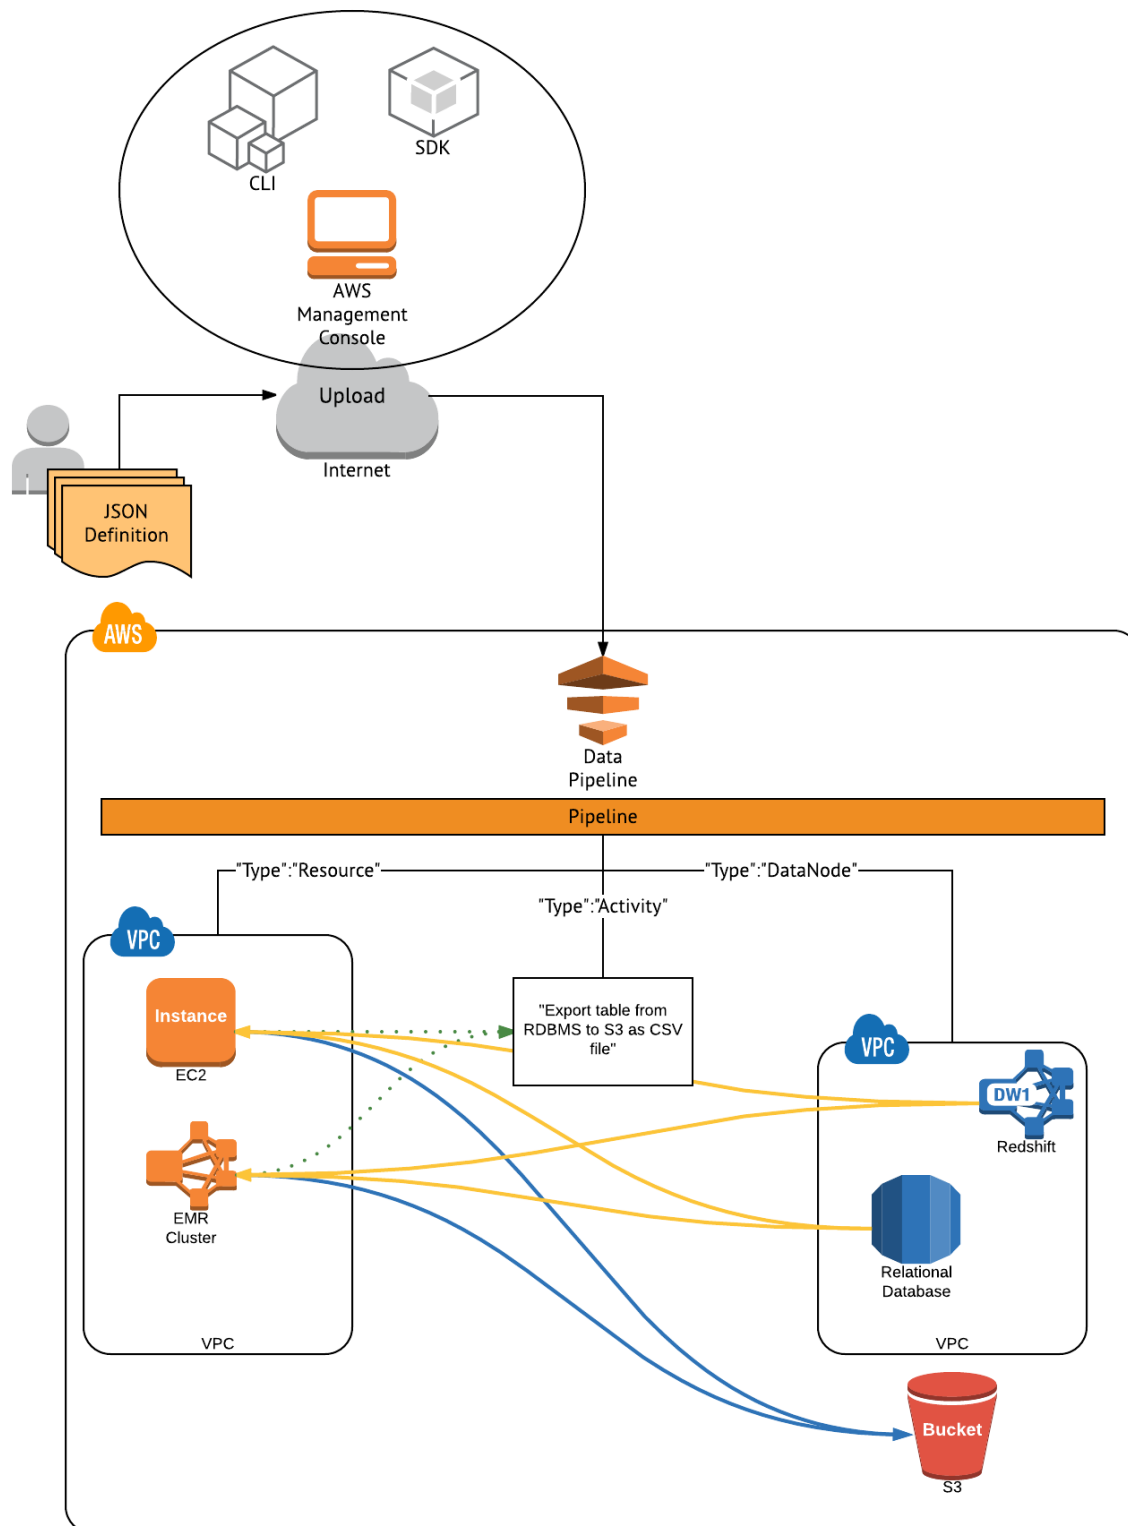 CLI
SDK
AWS
Management
Console
Upload
Internet
JSON
Definition
AWS
Data
Pipeline
Pipeline
"Type":"Resource"
"Type":"DataNode"
"Type":"Activity"
VPC
Instance
EC2
"Export table from
RDBMS to S3 as CSV
file"
VPC
DW1
Redshift
EMR
Cluster
Relational
Database
VPC
VPC
Bucket
S3